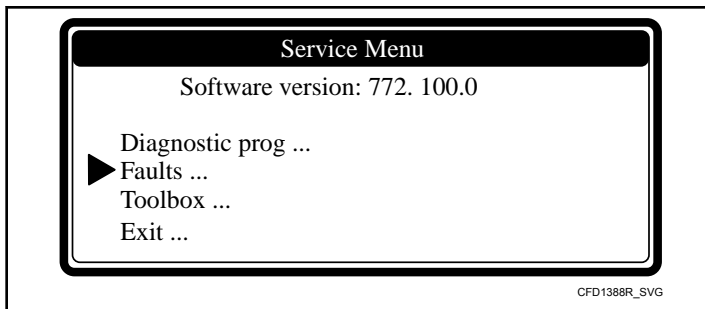 Service Menu
Software version: 772. 100.0
Diagnostic prog ...
Faults ...
Toolbox ...
Exit ...
CFD1388R_SVG